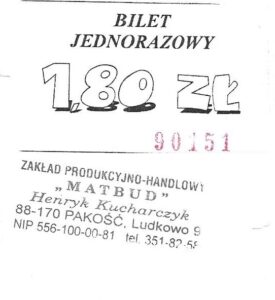 BILET
JEDNORAZOWY
1,80 ZŁ
90151
ZAKŁAD PRODUKCYJNO-HANDLOWY
„MATBUD"
Henryk Kucharczyk
88-170 PAKOŚĆ, Ludkowo 9
NIP 556-100-00-81 tel. 351-82-58